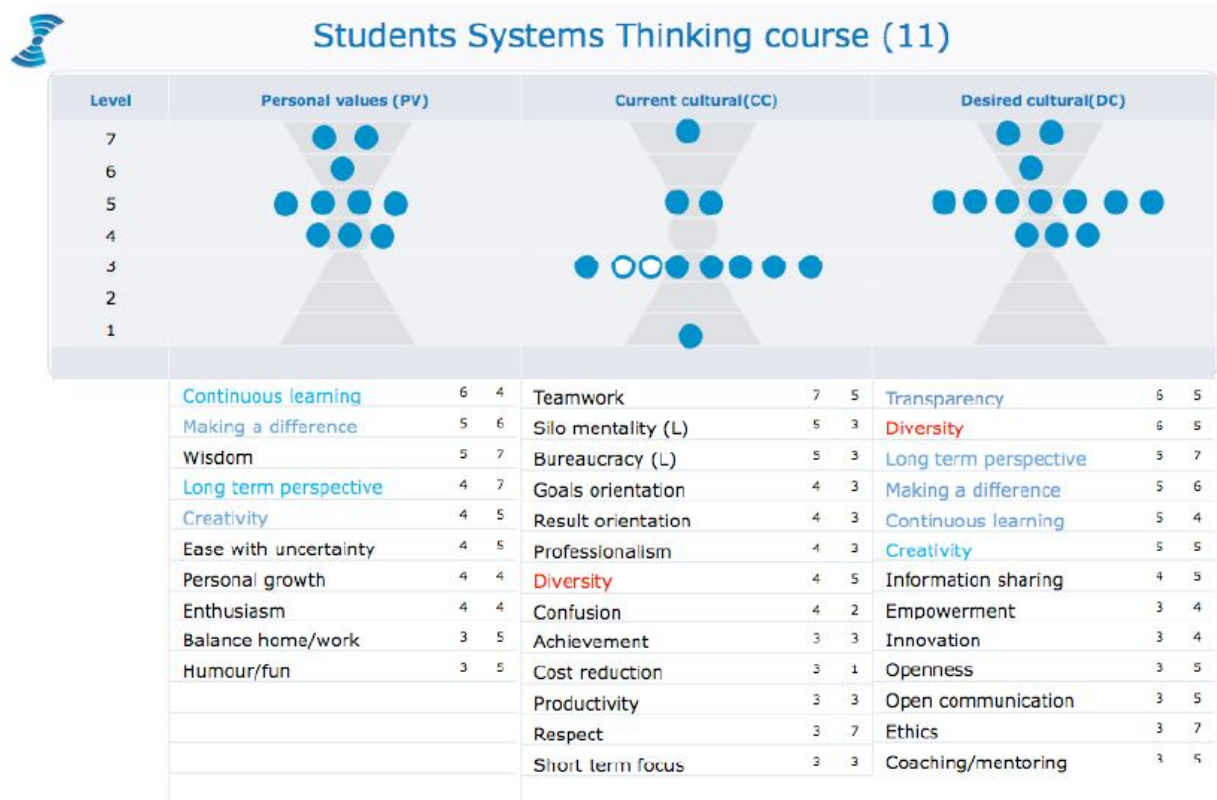 Students Systems Thinking course (11)
Level Personal values (PV) Current cultural(CC) Desired cultural(DC)
7
6
5
4
3
2
1
Continuous learning 6 4 Teamwork 7 5 Transparency 6 5
Making a difference 5 6 Silo mentality (L) 5 3 Diversity 6 5
Wisdom 5 7 Bureaucracy (L) 5 3 Long term perspective 5 7
Long term perspective 4 7 Goals orientation 4 3 Making a difference 5 6
Creativity 4 5 Result orientation 4 3 Continuous learning 5 4
Ease with uncertainty 4 5 Professionalism 4 3 Creativity 5 5
Personal growth 4 4 Diversity 4 5 Information sharing 4 5
Enthusiasm 4 4 Confusion 4 2 Empowerment 3 4
Balance home/work 3 5 Achievement 3 3 Innovation 3 4
Humour/fun 3 5 Cost reduction 3 1 Openness 3 5
Productivity 3 3 Open communication 3 5
Respect 3 7 Ethics 3 7
Short term focus 3 3 Coaching/mentoring 3 5